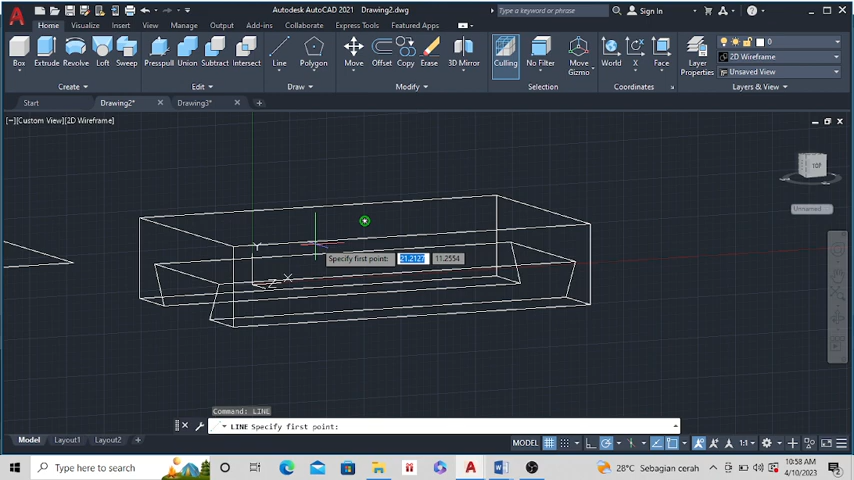 Autodesk AutoCAD 2021 Drawing2.dwg
Type a keyword or phrase
Sign In
Home Visualize Insert Annotate View Manage Output Add-ins Collaborate Express Tools Featured Apps
Box Extrude Revolve Loft Sweep Presspull Union Subtract Intersect Line Polygon Move Offset Copy Erase 3D Mirror Culling No Filter Move Gizmo World X Face Layer Properties
0
2D Wireframe
Unsaved View
Create Edit Draw Modify Selection Coordinates Layers & View
Start Drawing2* Drawing3*
[−][Custom View][2D Wireframe]
TOP
Unnamed
Y
X
Z
Specify first point: 21.2127 11.2554
Command: LINE
LINE Specify first point:
Model Layout1 Layout2 +
MODEL 1:1
Type here to search
28°C Sebagian cerah
10:58 AM
4/10/2023
2